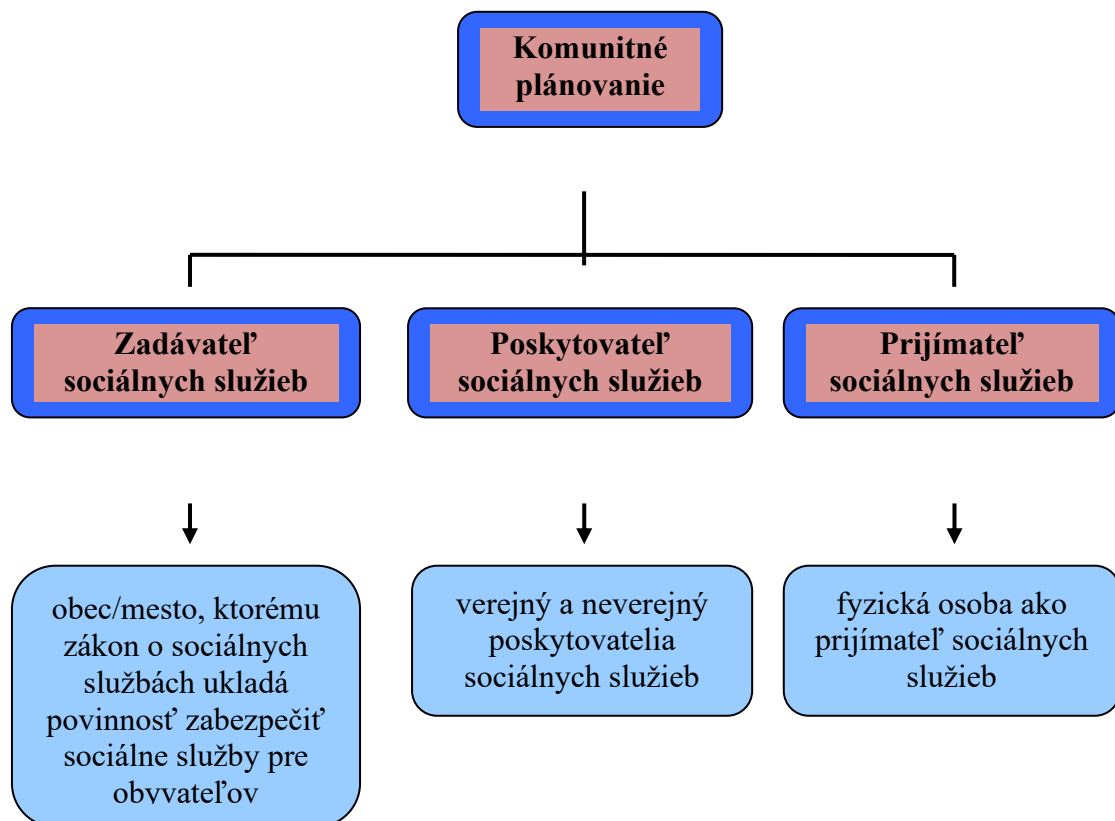 Komunitné
plánovanie
Zadávateľ
sociálnych služieb
Poskytovateľ
sociálnych služieb
Prijímateľ
sociálnych služieb
obec/mesto, ktorému
zákon o sociálnych
službách ukladá
povinnosť zabezpečiť
sociálne služby pre
obyvateľov
verejný a neverejný
poskytovatelia
sociálnych služieb
fyzická osoba ako
prijímateľ sociálnych
služieb